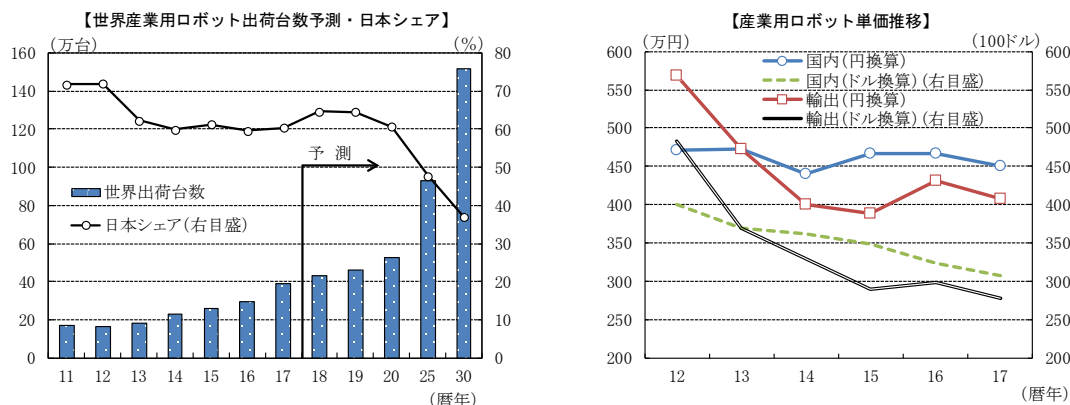 【世界産業用ロボット出荷台数予測・日本シェア】
(万台)
(%)
160
140
120
100
80
60
40
20
0
80
70
60
50
40
30
20
10
0
予 測
世界出荷台数
日本シェア(右目盛)
11 12 13 14 15 16 17 18 19 20 25 30
(暦年)
【産業用ロボット単価推移】
(万円)
(100ドル)
600
550
500
450
400
350
300
250
200
600
550
500
450
400
350
300
250
200
国内(円換算)
国内(ドル換算)(右目盛)
輸出(円換算)
輸出(ドル換算)(右目盛)
12 13 14 15 16 17
(暦年)